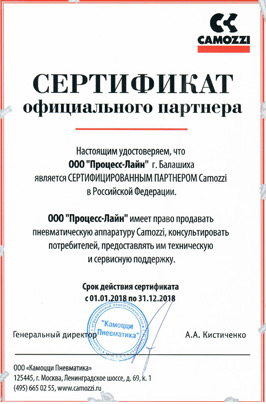 CAMOZZI
СЕРТИФИКАТ
официального партнера
Настоящим удостоверяем, что
ООО "Процесс-Лайн" г. Балашиха
является СЕРТИФИЦИРОВАННЫМ ПАРТНЕРОМ Camozzi
в Российской Федерации.
ООО "Процесс-Лайн" имеет право продавать
пневматическую аппаратуру Camozzi, консультировать
потребителей, предоставлять им техническую
и сервисную поддержку.
Срок действия сертификата
с 01.01.2018 по 31.12.2018
"Камоцци
Пневматика"
Генеральный директор
А.А. Кистиченко
ООО «Камоцци Пневматика»
125445, г. Москва, Ленинградское шоссе, д. 69, к. 1
(495) 665 02 55, www.camozzi.ru